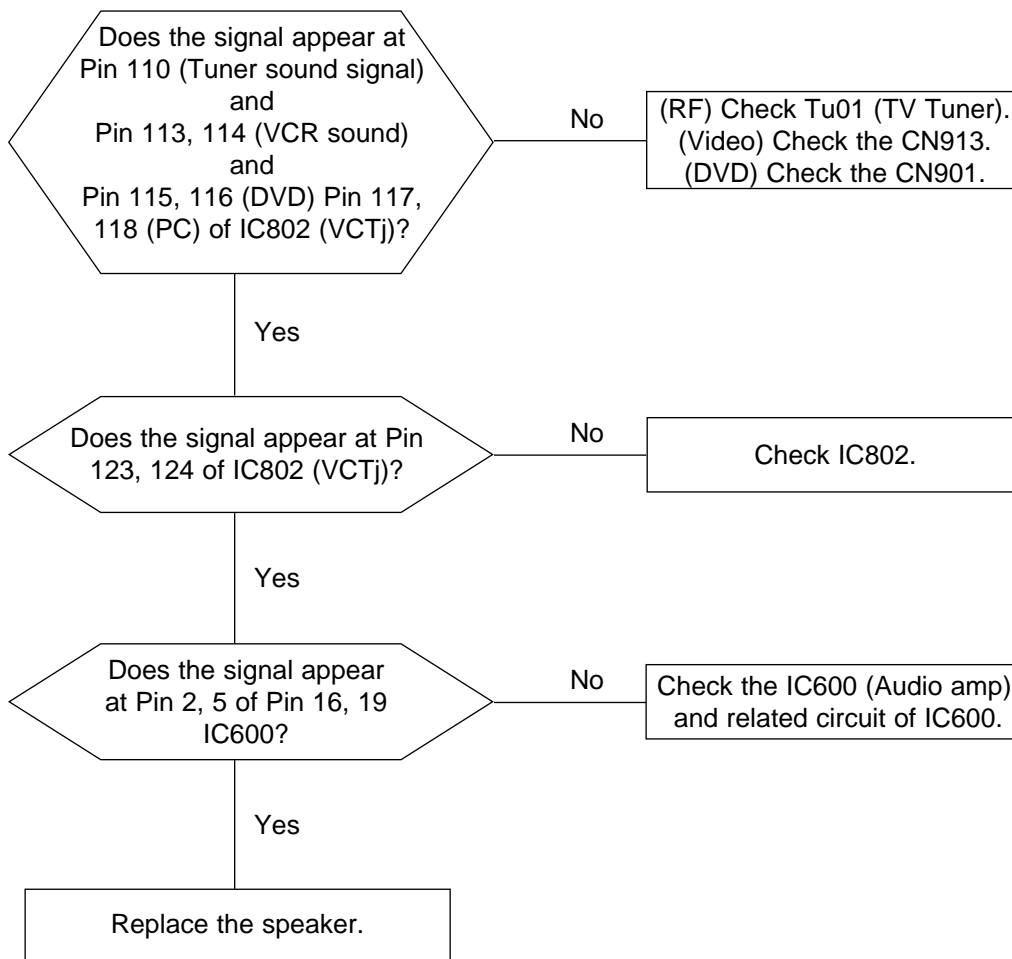 Does the signal appear at
Pin 110 (Tuner sound signal)
and
Pin 113, 114 (VCR sound)
and
Pin 115, 116 (DVD) Pin 117,
118 (PC) of IC802 (VCTj)?
No
(RF) Check Tu01 (TV Tuner).
(Video) Check the CN913.
(DVD) Check the CN901.
Yes
Does the signal appear at Pin
123, 124 of IC802 (VCTj)?
No
Check IC802.
Yes
Does the signal appear
at Pin 2, 5 of Pin 16, 19
IC600?
No
Check the IC600 (Audio amp)
and related circuit of IC600.
Yes
Replace the speaker.